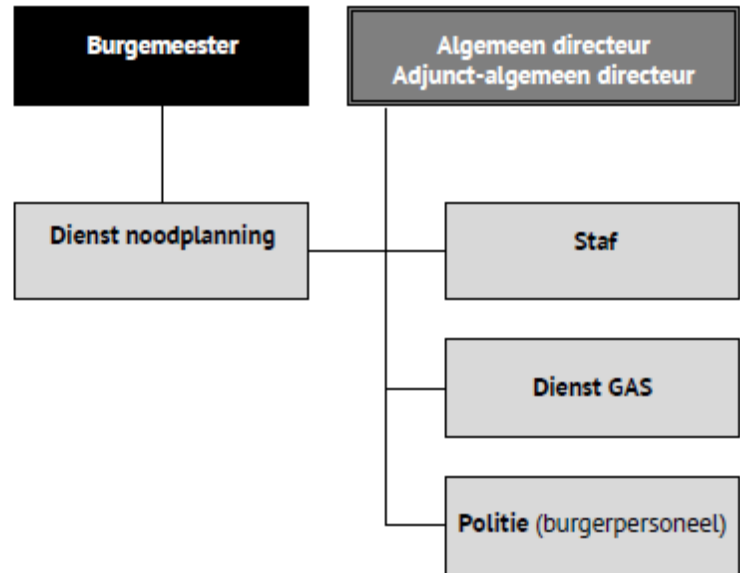 Burgemeester
Algemeen directeur
Adjunct-algemeen directeur
Dienst noodplanning
Staf
Dienst GAS
Politie (burgerpersoneel)